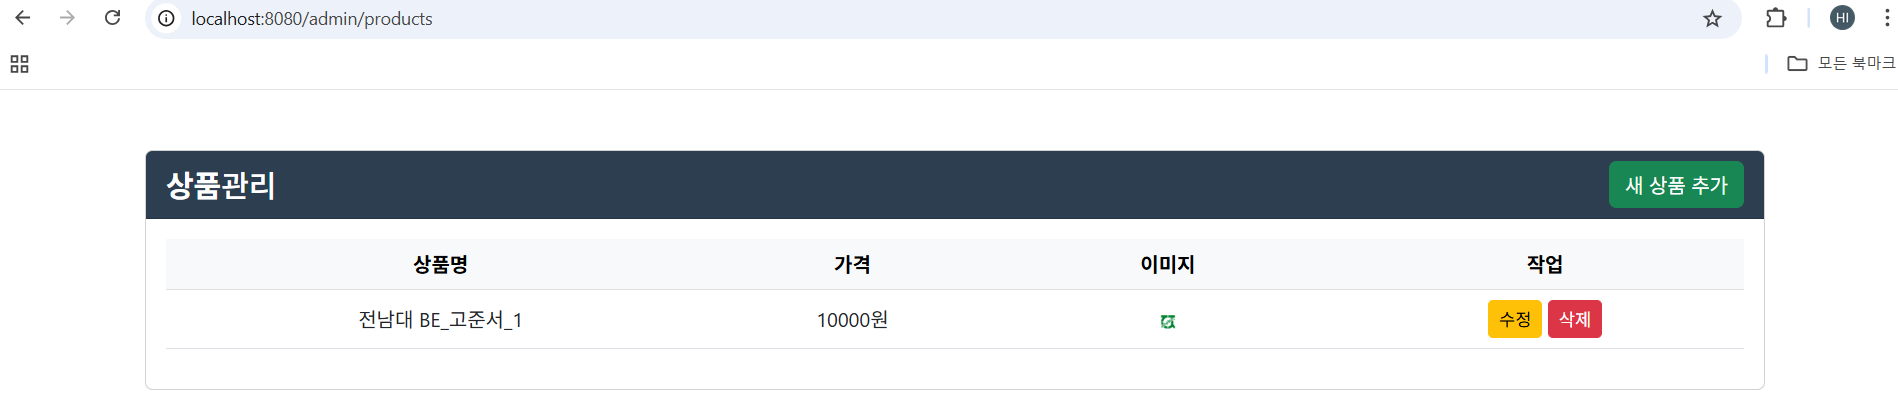 localhost:8080/admin/products
HI
모든 북마크
상품관리
새 상품 추가
상품명 가격 이미지 작업
전남대 BE_고준서_1 10000원 수정 삭제